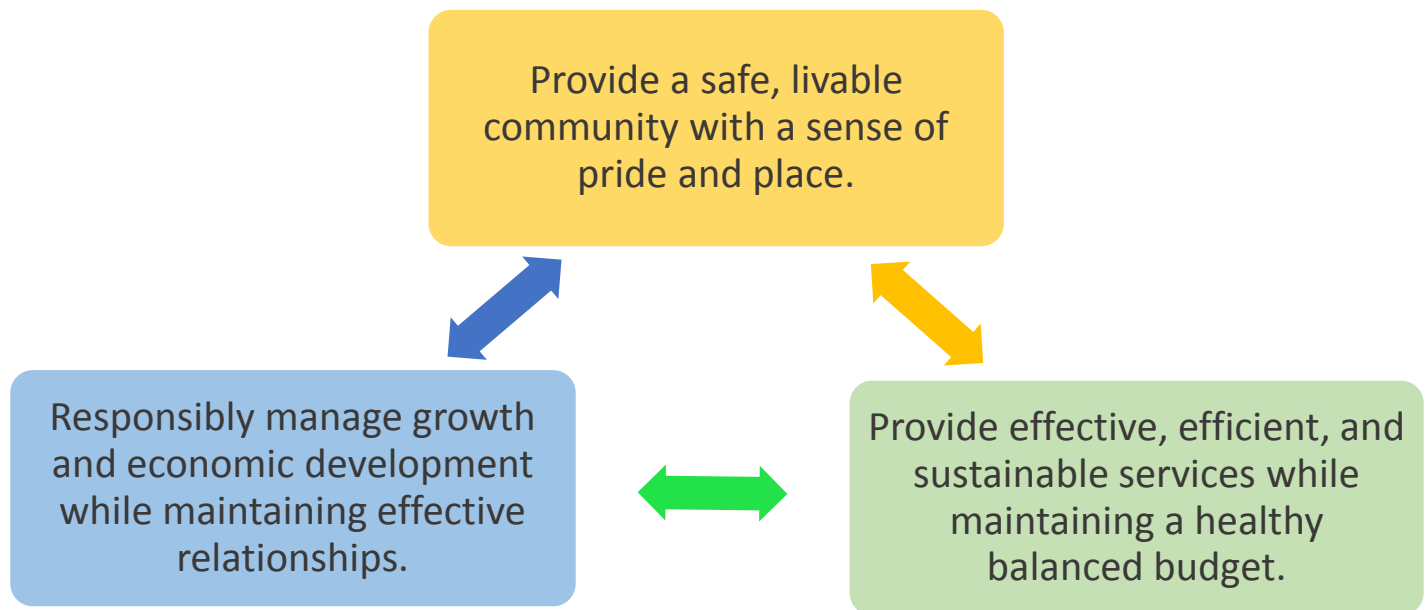 Provide a safe, livable
community with a sense of
pride and place.
Responsibly manage growth
and economic development
while maintaining effective
relationships.
Provide effective, efficient, and
sustainable services while
maintaining a healthy
balanced budget.